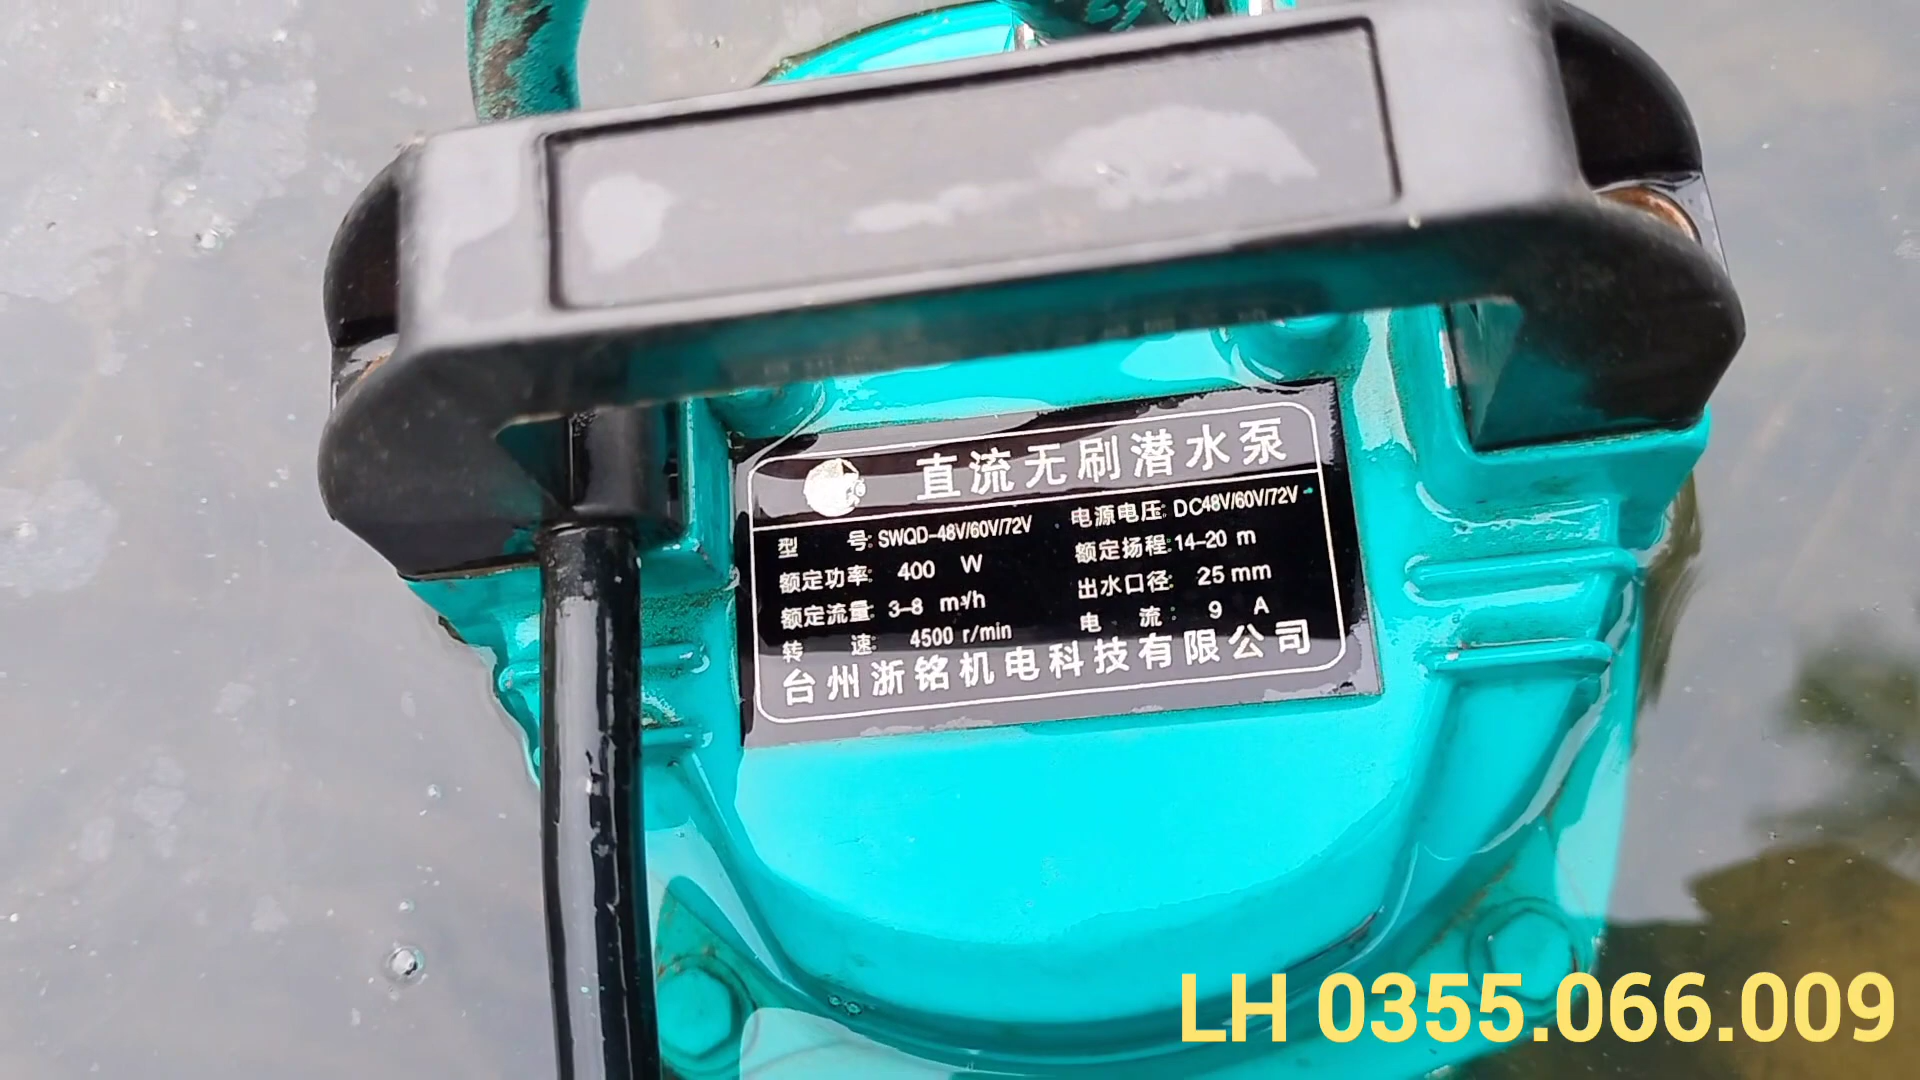 直流无刷潜水泵
型 号: SWQD-48V/60V/72V 电源电压: DC48V/60V/72V
额定功率: 400 W 额定扬程: 14-20 m
额定流量: 3-8 m³/h 出水口径: 25 mm
转 速: 4500 r/min 电 流: 9 A
台州浙铭机电科技有限公司
LH 0355.066.009